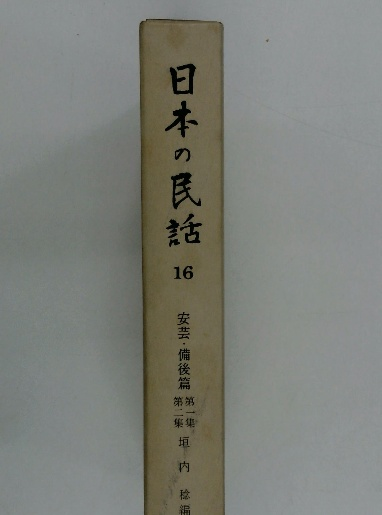 日本の民話
16
安芸・備後篇
第一集
第二集
垣内稔編